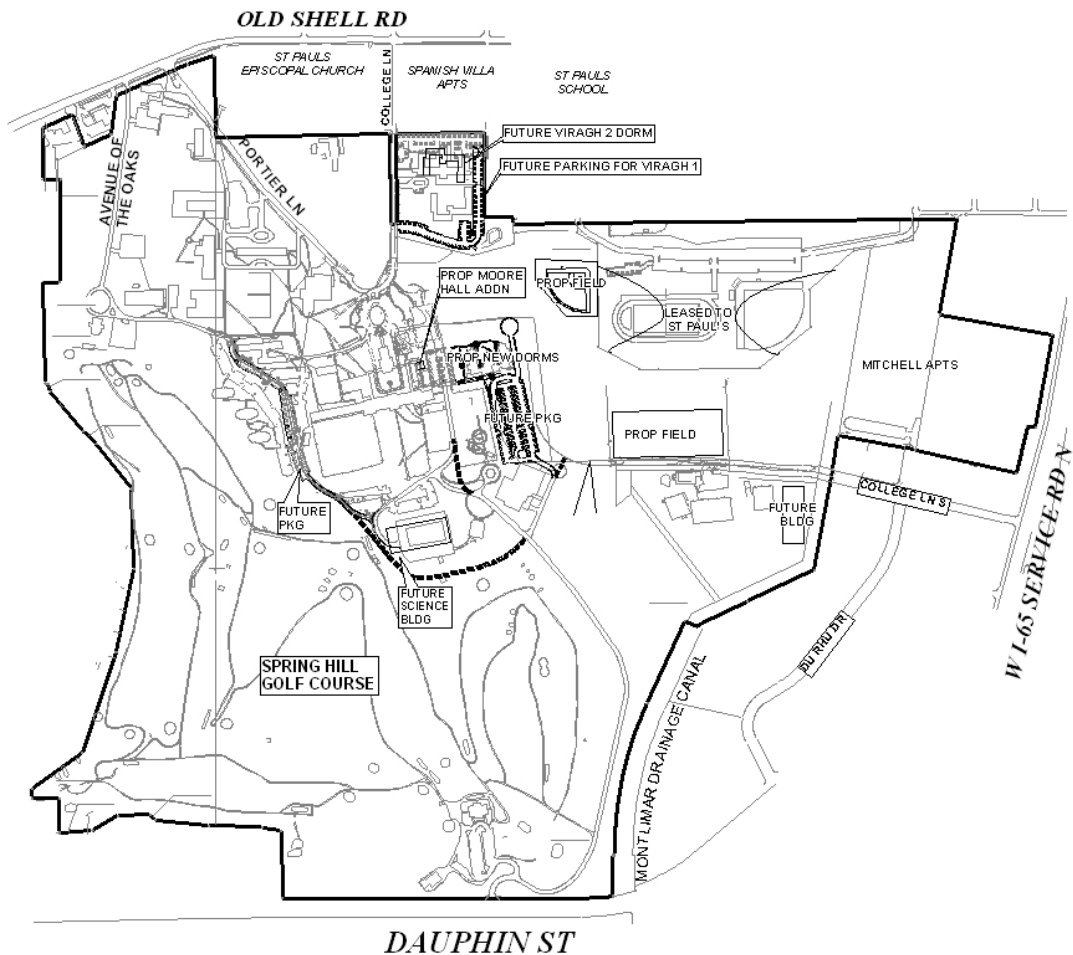 OLD SHELL RD
ST PAULS
EPISCOPAL CHURCH
COLLEGE LN
SPANISH VILLA
APTS
ST PAULS
SCHOOL
FUTURE VIRAGH 2 DORM
FUTURE PARKING FOR VIRAGH 1
AVENUE OF
THE OAKS
PORTIER LN
PROP MOORE
HALL ADDN
PROP FIELD
LEASED TO
ST PAUL'S
PROP NEW DORMS
MITCHELL APTS
FUTURE PKG
PROP FIELD
FUTURE
PKG
FUTURE
BLDG
COLLEGE LN S
W I-65 SERVICE RD N
FUTURE
SCIENCE
BLDG
DU RHU DR
SPRING HILL
GOLF COURSE
MONTLIMAR DRAINAGE CANAL
DAUPHIN ST